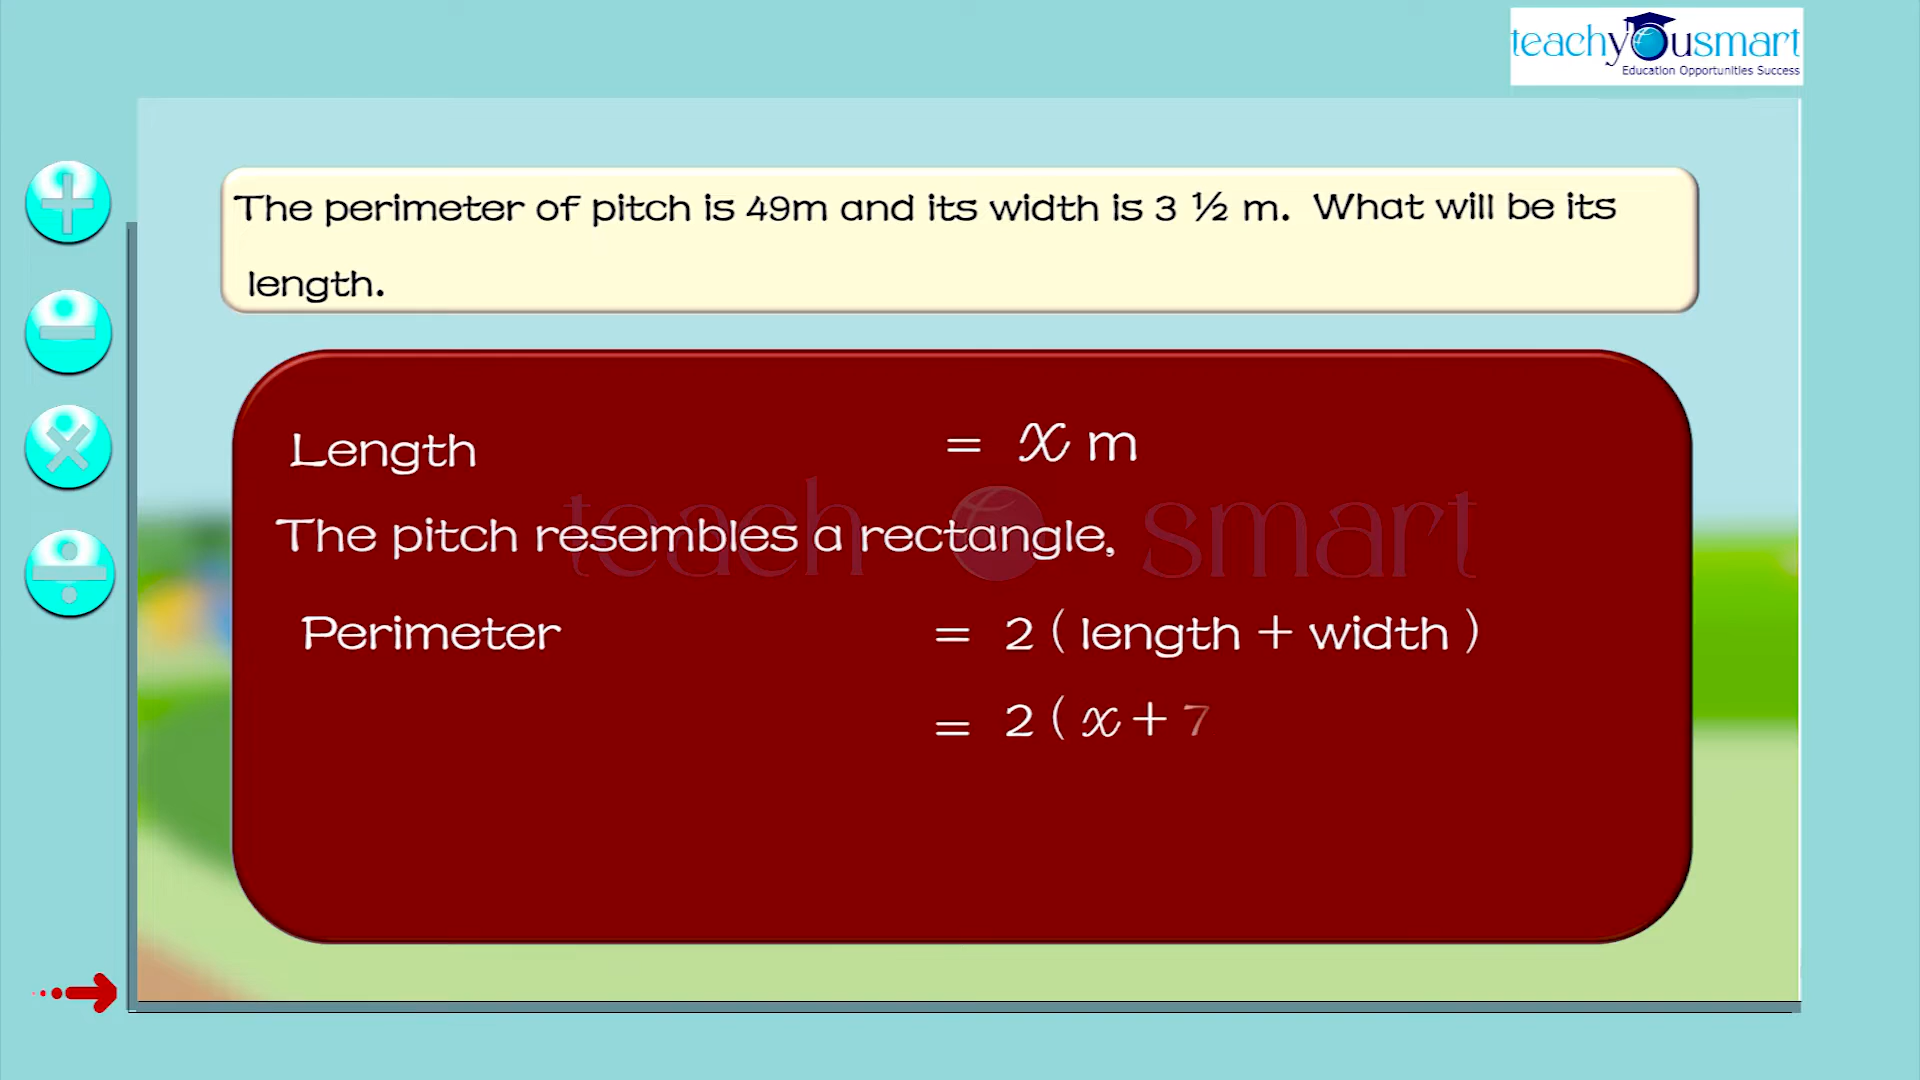 teachyousmart
Education Opportunities Success
The perimeter of pitch is 49m and its width is 3 ½ m. What will be its
length.
Length = x m
The pitch resembles a rectangle,
Perimeter = 2 ( length + width )
= 2 ( x + 7
teach smart